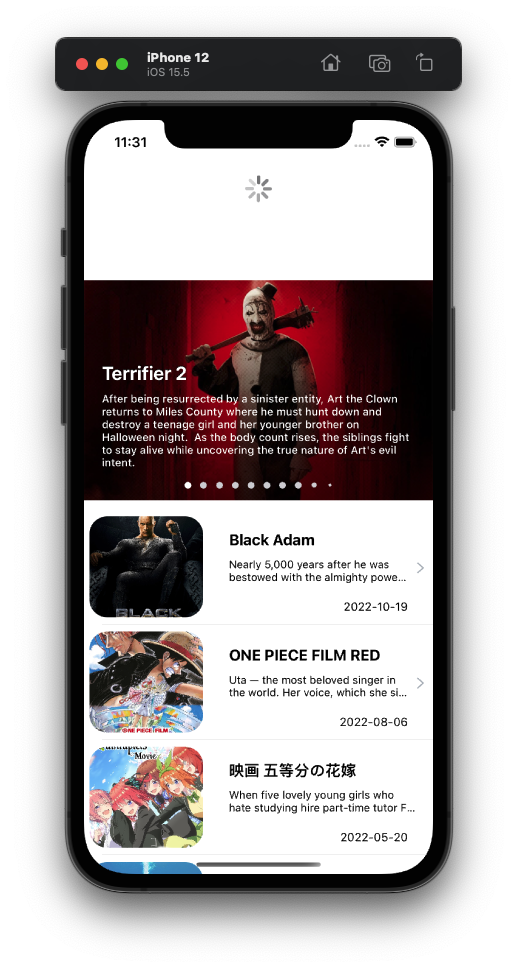 iPhone 12
iOS 15.5
11:31
Terrifier 2
After being resurrected by a sinister entity, Art the Clown
returns to Miles County where he must hunt down and
destroy a teenage girl and her younger brother on
Halloween night.  As the body count rises, the siblings fight
to stay alive while uncovering the true nature of Art's evil
intent.
BLACK
Black Adam
Nearly 5,000 years after he was
bestowed with the almighty powe...
2022-10-19
ONE PIECE FILM
ONE PIECE FILM RED
Uta — the most beloved singer in
the world. Her voice, which she si...
2022-08-06
Movie
映画 五等分の花嫁
When five lovely young girls who
hate studying hire part-time tutor F...
2022-05-20